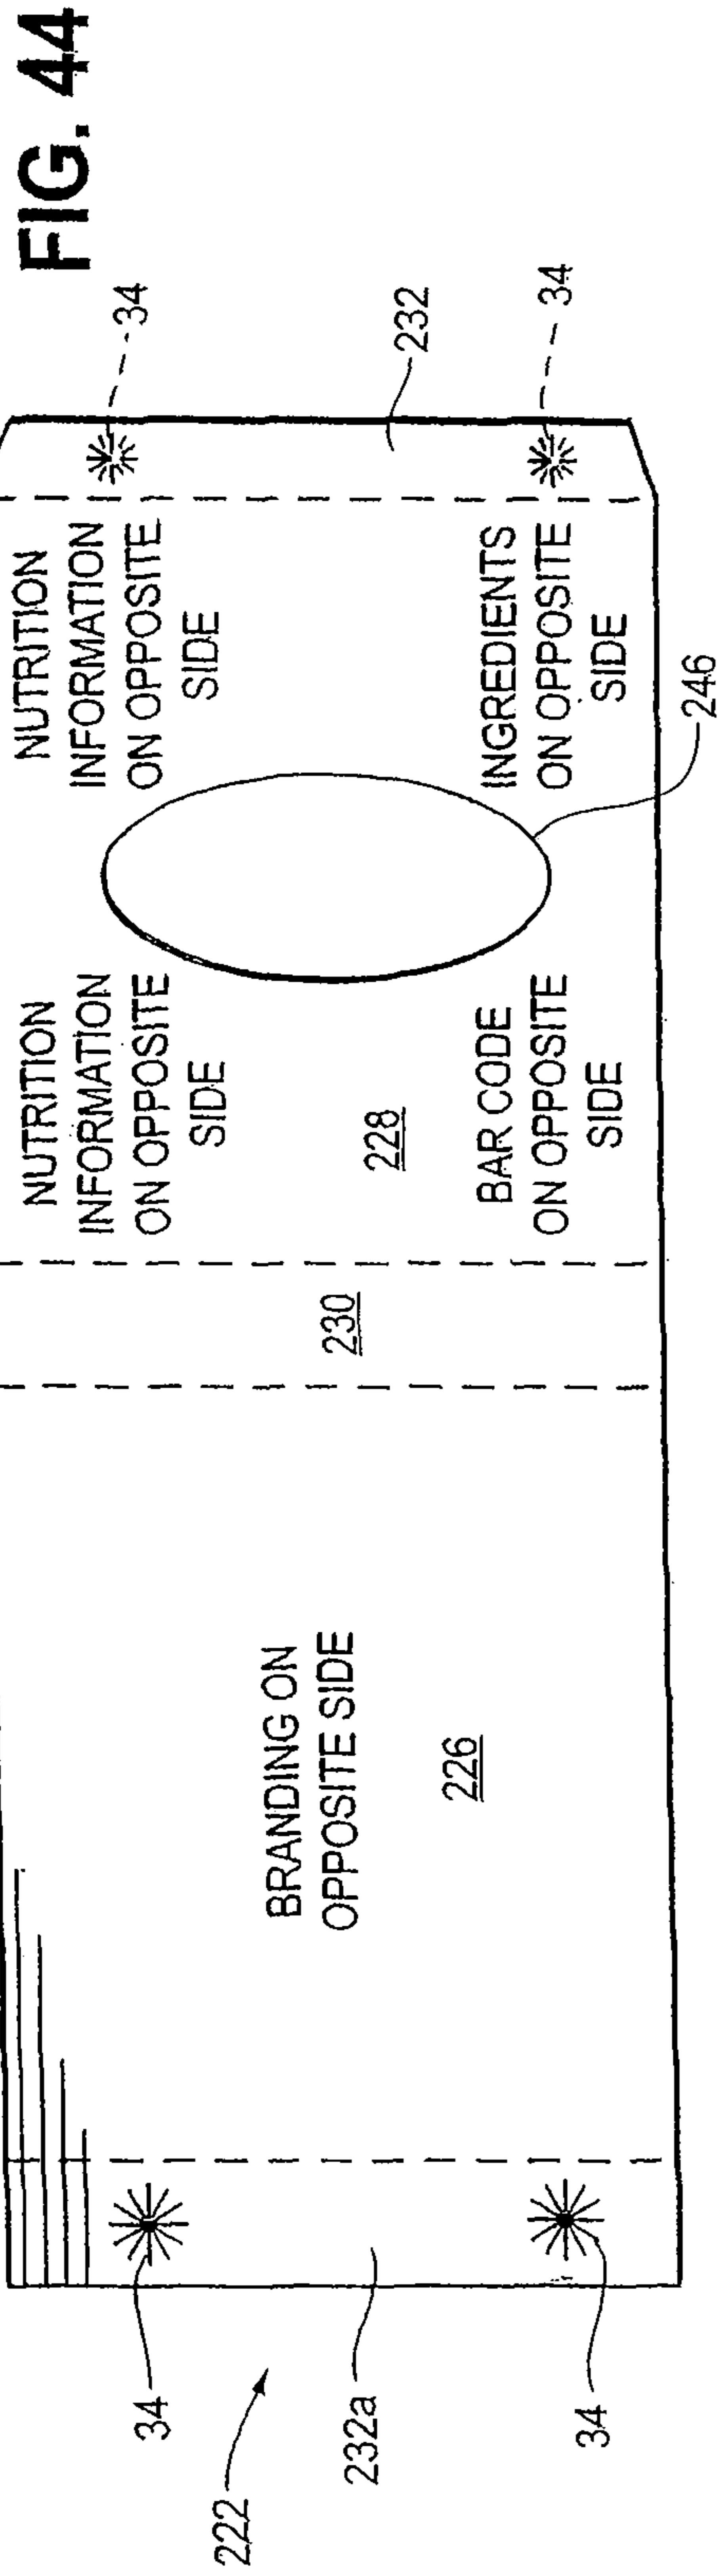 FIG. 44
34
232
34
NUTRITION
INFORMATION
ON OPPOSITE
SIDE
INGREDIENTS
ON OPPOSITE
SIDE
246
NUTRITION
INFORMATION
ON OPPOSITE
SIDE
228
BAR CODE
ON OPPOSITE
SIDE
230
BRANDING ON
OPPOSITE SIDE
226
34
232a
34
222